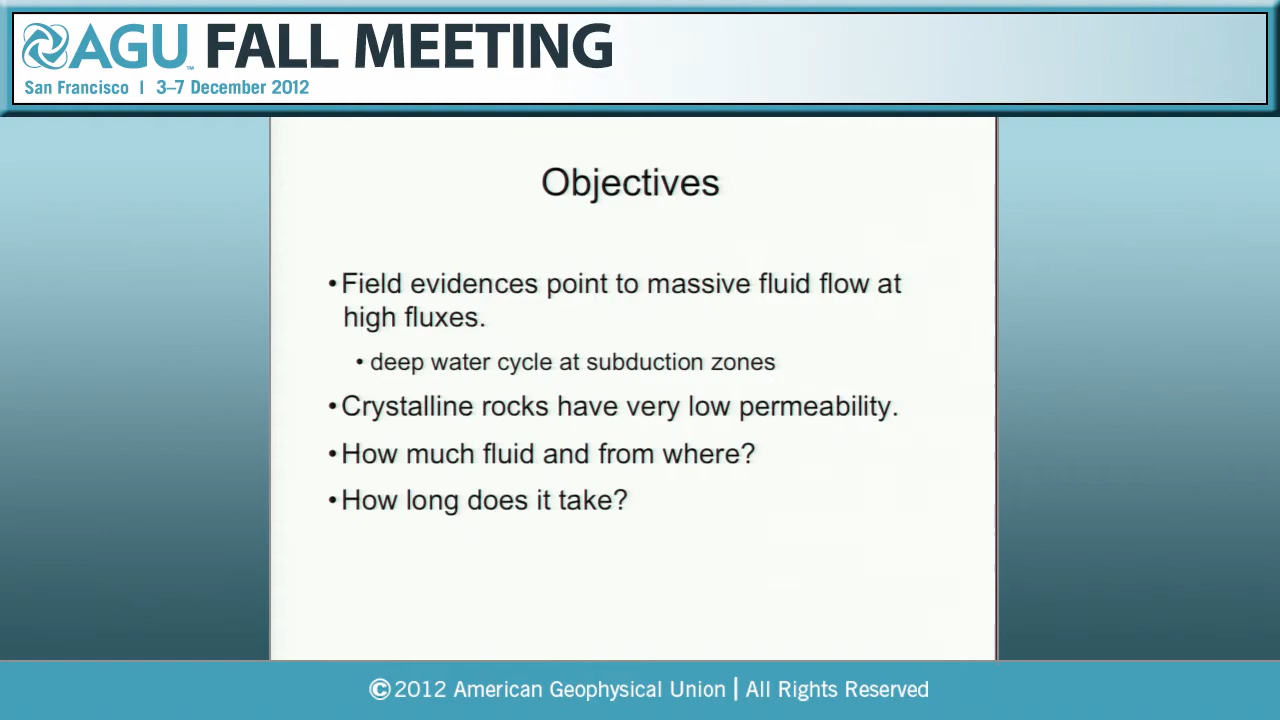 AGU™ FALL MEETING
San Francisco | 3–7 December 2012
Objectives
•Field evidences point to massive fluid flow at
high fluxes.
• deep water cycle at subduction zones
•Crystalline rocks have very low permeability.
•How much fluid and from where?
•How long does it take?
©2012 American Geophysical Union | All Rights Reserved